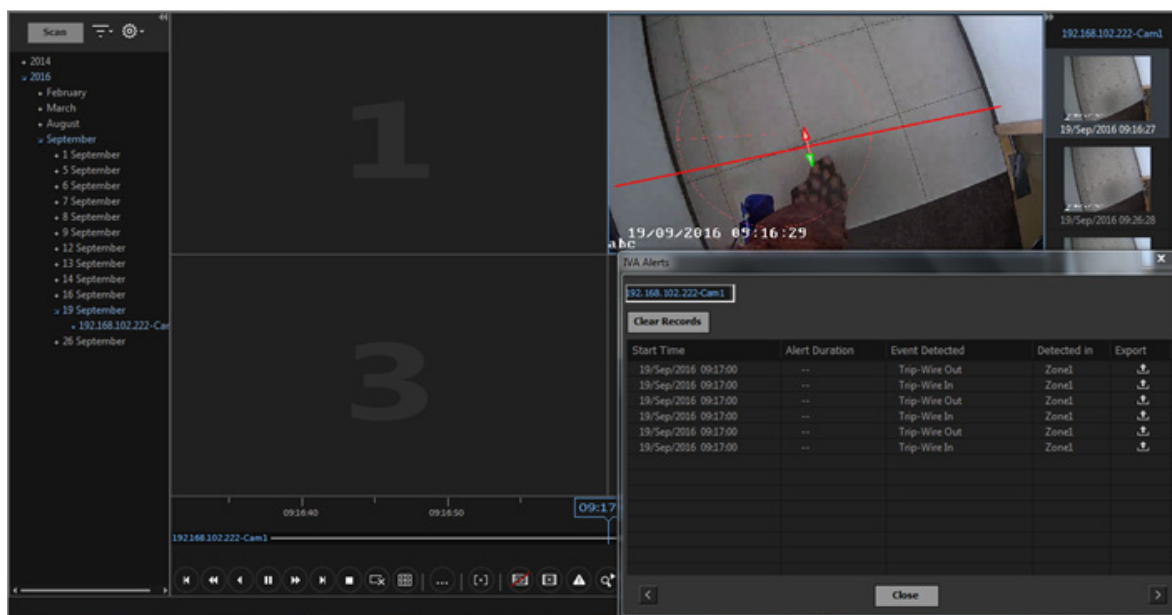 Scan
2014
2016
February
March
August
September
1 September
5 September
6 September
7 September
8 September
9 September
12 September
13 September
14 September
16 September
19 September
192.168.102.222-Car
26 September
1
3
19/09/2016 09:16:29
abc
192.168.102.222-Cam1
19/Sep/2016 09:16:27
19/Sep/2016 09:26:28
IVA Alerts
192.168.102.222-Cam1
Clear Records
Start Time Alert Duration Event Detected Detected in Export
19/Sep/2016 09:17:00 -- Trip-Wire Out Zone1
19/Sep/2016 09:17:00 -- Trip-Wire In Zone1
19/Sep/2016 09:17:00 -- Trip-Wire Out Zone1
19/Sep/2016 09:17:00 -- Trip-Wire In Zone1
19/Sep/2016 09:17:00 -- Trip-Wire Out Zone1
19/Sep/2016 09:17:00 -- Trip-Wire In Zone1
Close
09:16:40 09:16:50 09:17
192.168.102.222-Cam1